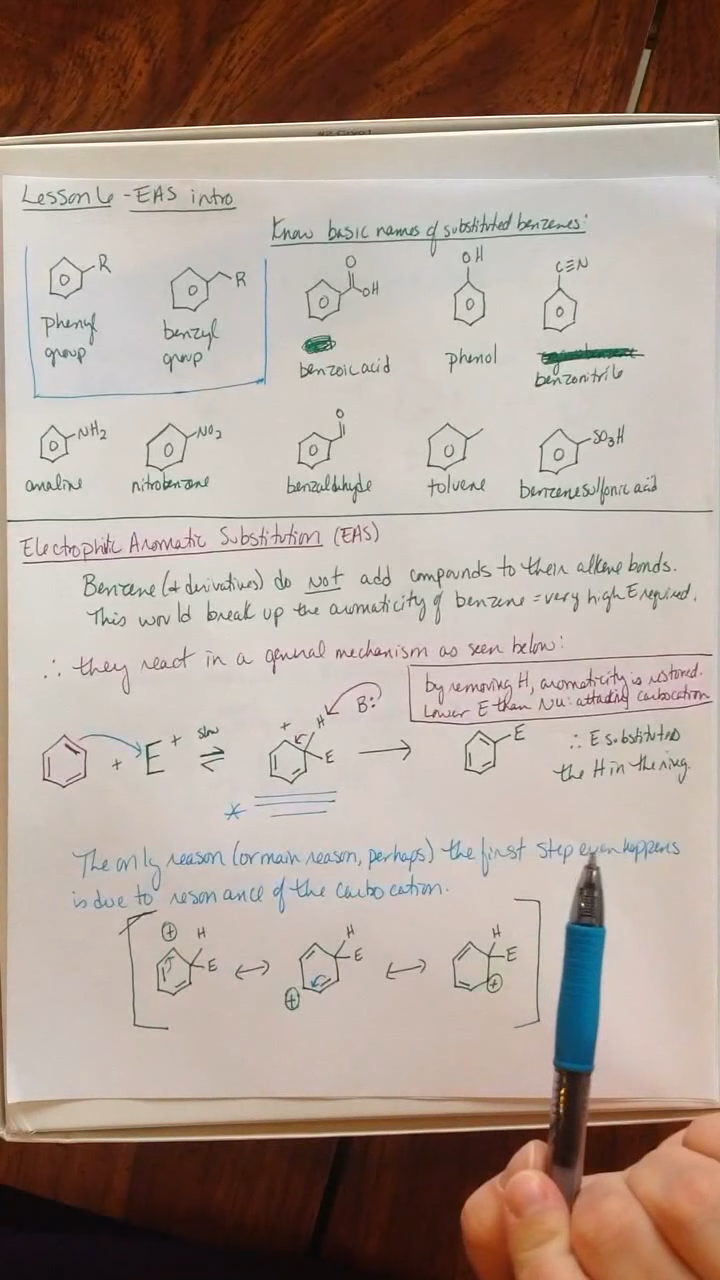 Lesson 6 - EAS intro
Know basic names of substituted benzenes:
R
phenyl group
R
benzyl group
O
OH
benzoic acid
OH
phenol
C≡N
benzonitrile
NH2
analine
NO2
nitrobenzene
O
benzaldehyde
toluene
SO3H
benzenesulfonic acid
Electrophilic Aromatic Substitution (EAS)
Benzene (+ derivatives) do NOT add compounds to their alkene bonds.
This would break up the aromaticity of benzene = very high E required.
∴ they react in a general mechanism as seen below:
by removing H, aromaticity is restored.
Lower E than Nu: attacking carbocation
+ E+ slow ⇌ + H E B: → E
∴ E substituted
the H in the ring.
*
The only reason (or main reason, perhaps) the first step even happens
is due to resonance of the carbocation.
[ + H E ↔ + H E ↔ H E + ]